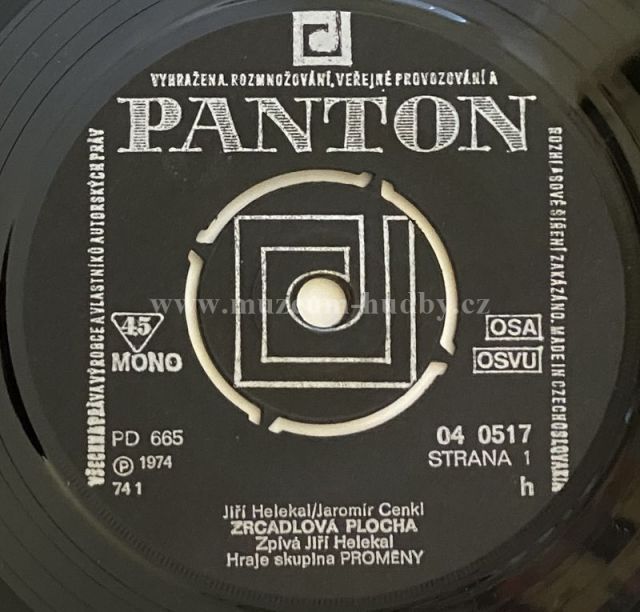 VYHRAŽENA. ROZMNOŽOVÁNÍ, VEŘEJNÉ PROVOZOVÁNÍ A
PANTON
VŠECHNA PRÁVA VÝROBCE A VLASTNÍKŮ AUTORSKÝCH PRÁV
ROZHLASOVÉ ŠÍŘENÍ ZAKÁZÁNO. MADE IN CZECHOSLOVAKIA
www.muzeum-hudby.cz
45
MONO
OSA
OSVU
PD 665
℗ 1974
74 1
04 0517
STRANA 1
h
Jiří Helekal/Jaromír Cenkl
ZRCADLOVÁ PLOCHA
Zpívá Jiří Helekal
Hraje skupina PROMĚNY